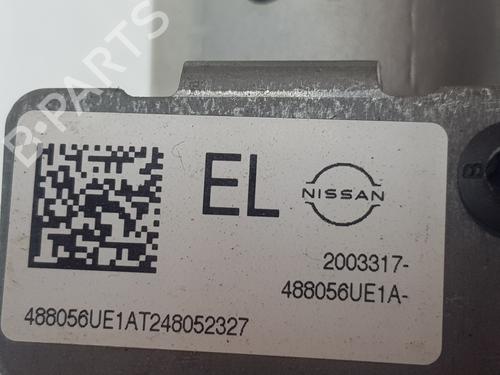 B-PARTS
EL
NISSAN
2003317-
488056UE1A-
488056UE1AT248052327
B